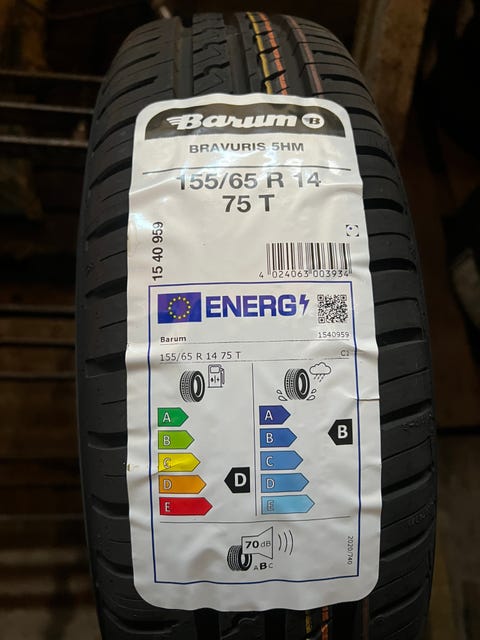 Barum B
BRAVURIS 5HM
155/65 R 14
75 T
15 40 959
4 024063 003934
ENERG
Barum
1540959
155/65 R 14 75 T
C1
A
B
C
D
E
D
A
B
C
D
E
B
70 dB
ABC
2020/740